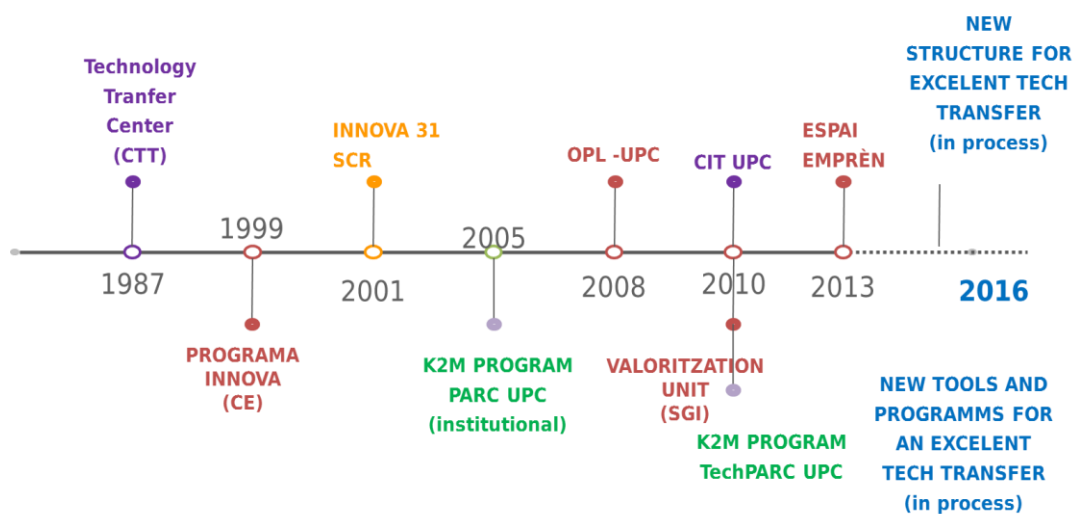 NEW
STRUCTURE FOR
EXCELENT TECH
TRANSFER
(in process)
Technology
Tranfer
Center
(CTT)
INNOVA 31
SCR
OPL -UPC
CIT UPC
ESPAI
EMPRÈN
1999
2005
1987
2001
2008
2010
2013
2016
PROGRAMA
INNOVA
(CE)
K2M PROGRAM
PARC UPC
(institutional)
VALORITZATION
UNIT
(SGI)
K2M PROGRAM
TechPARC UPC
NEW TOOLS AND
PROGRAMMS FOR
AN EXCELENT
TECH TRANSFER
(in process)